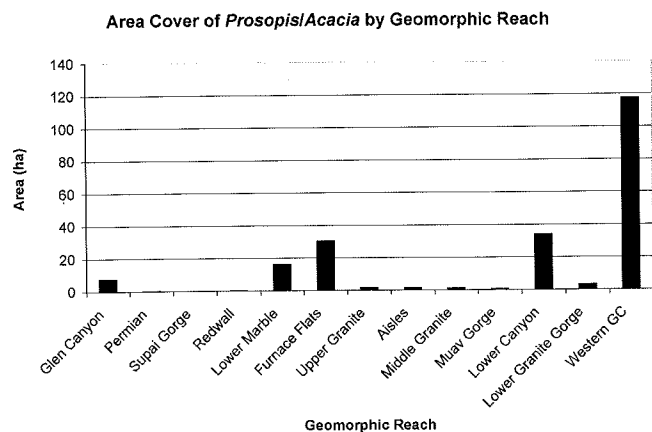 Area Cover of Prosopis/Acacia by Geomorphic Reach
140
120
100
80
60
40
20
0
Area (ha)
Glen Canyon
Permian
Supai Gorge
Redwall
Lower Marble
Furnace Flats
Upper Granite
Aisles
Middle Granite
Muav Gorge
Lower Canyon
Lower Granite Gorge
Western GC
Geomorphic Reach